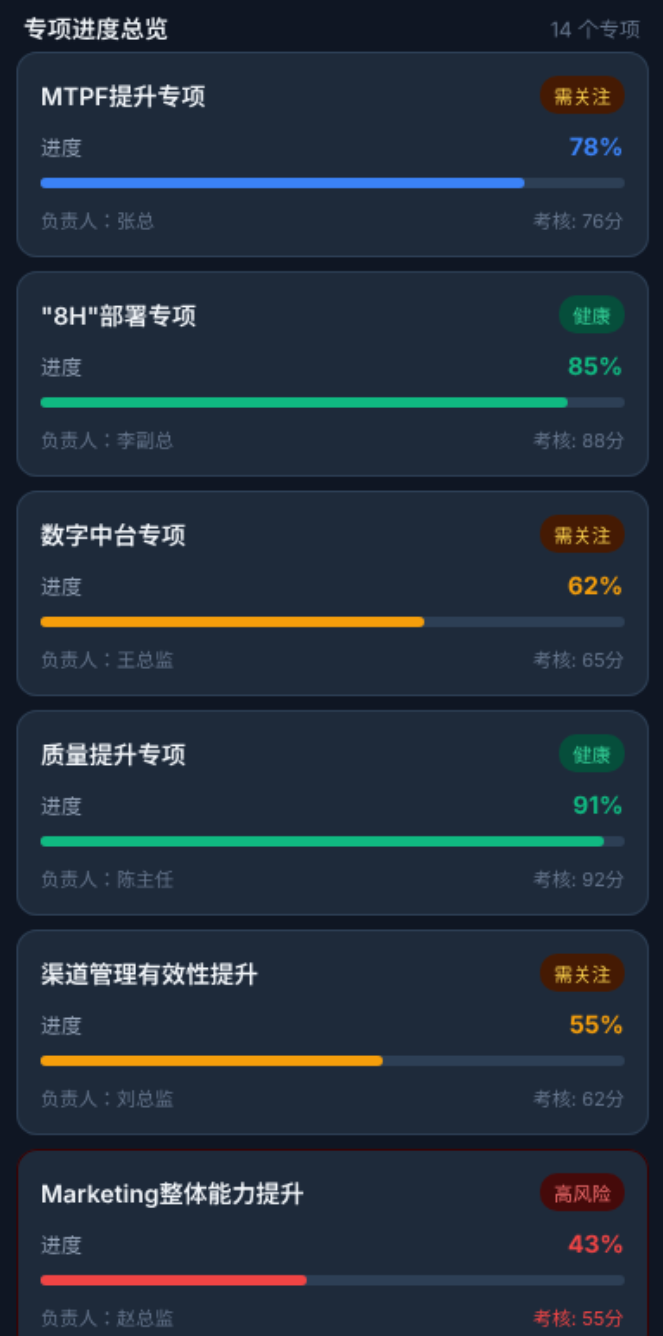 专项进度总览 14 个专项
MTPF提升专项 需关注
进度 78%
负责人：张总 考核: 76分
"8H"部署专项 健康
进度 85%
负责人：李副总 考核: 88分
数字中台专项 需关注
进度 62%
负责人：王总监 考核: 65分
质量提升专项 健康
进度 91%
负责人：陈主任 考核: 92分
渠道管理有效性提升 需关注
进度 55%
负责人：刘总监 考核: 62分
Marketing整体能力提升 高风险
进度 43%
负责人：赵总监 考核: 55分